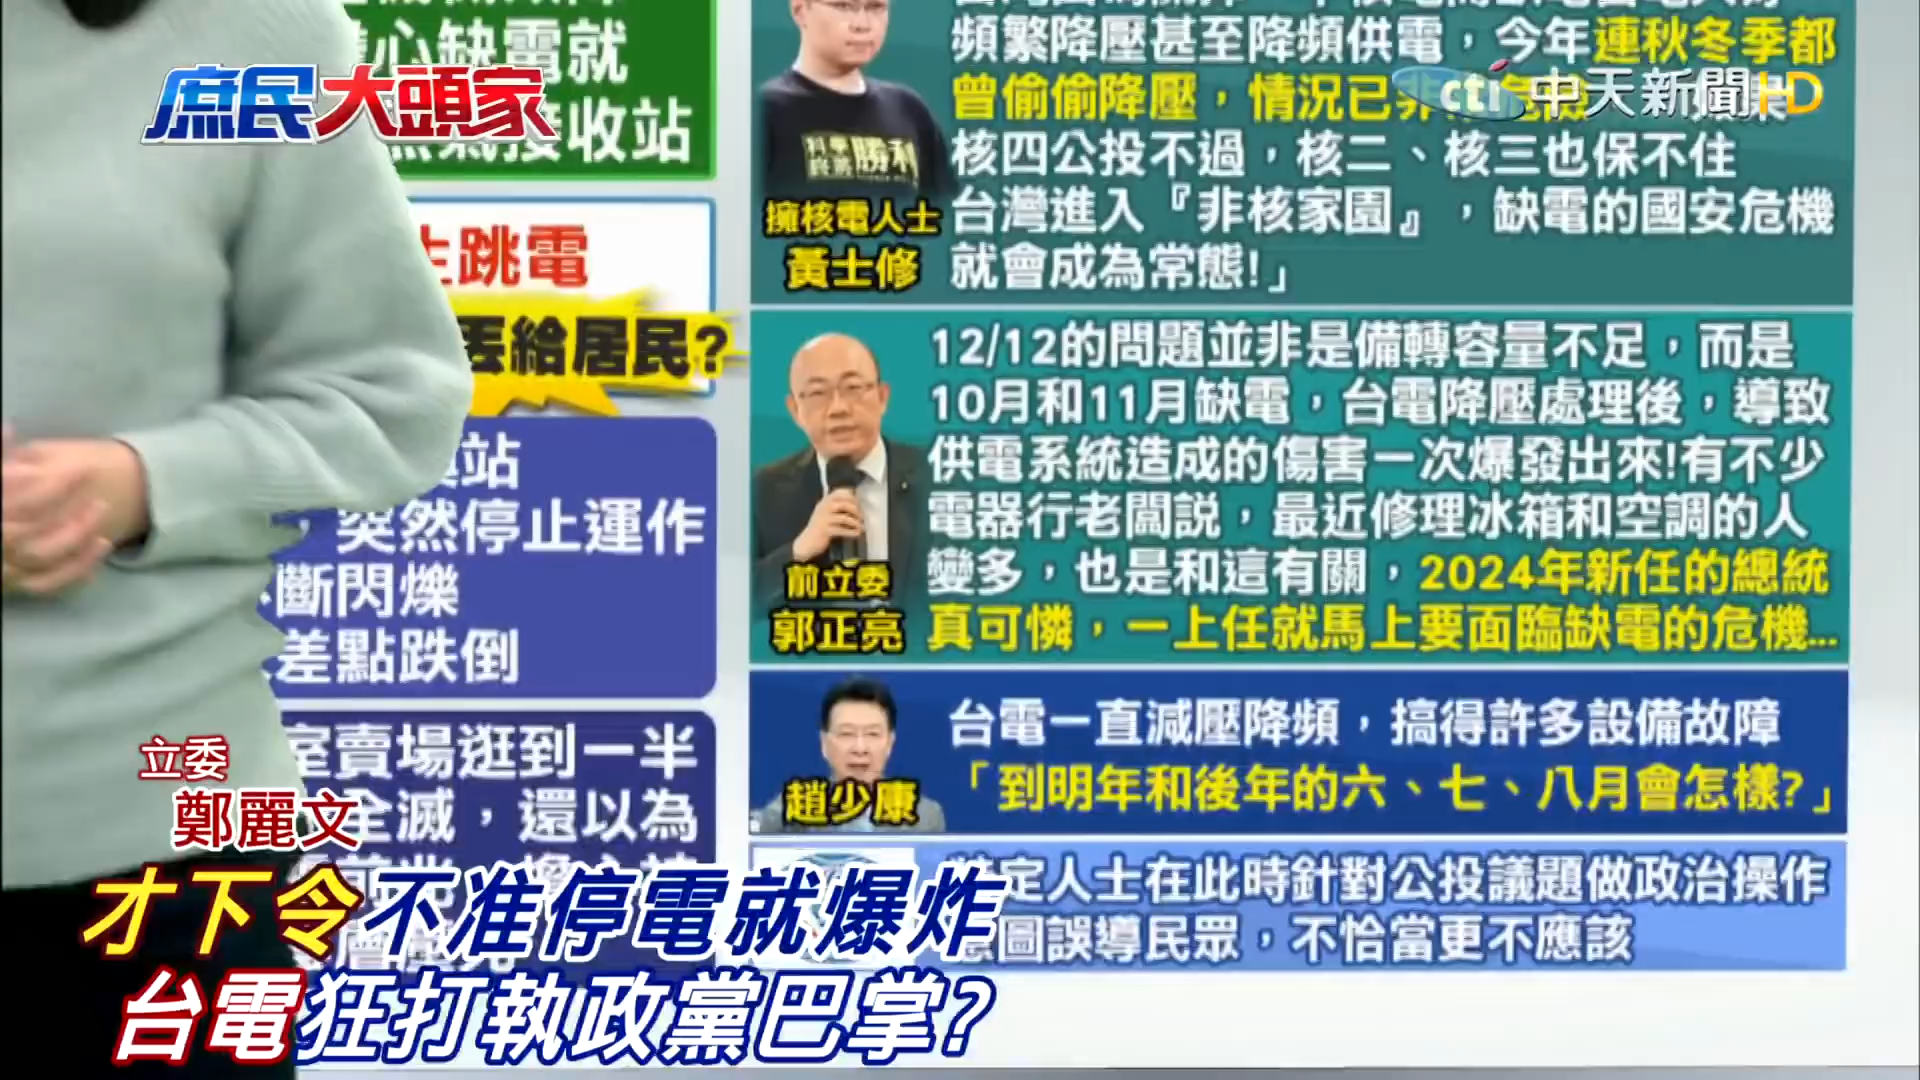 心缺電就
接收站
庶民大頭家
跳電
丟給居民?
站
，突然停止運作
斷閃爍
差點跌倒
室賣場逛到一半
全滅，還以為
頻繁降壓甚至降頻供電，今年連秋冬季都
曾偷偷降壓，情況已非
cti 中天新聞HD
核四公投不過，核二、核三也保不住
台灣進入『非核家園』，缺電的國安危機
就會成為常態!」
勝利
擁核電人士
黃士修
12/12的問題並非是備轉容量不足，而是
10月和11月缺電，台電降壓處理後，導致
供電系統造成的傷害一次爆發出來!有不少
電器行老闆說，最近修理冰箱和空調的人
變多，也是和這有關，2024年新任的總統
真可憐，一上任就馬上要面臨缺電的危機...
前立委
郭正亮
台電一直減壓降頻，搞得許多設備故障
「到明年和後年的六、七、八月會怎樣?」
趙少康
定人士在此時針對公投議題做政治操作
圖誤導民眾，不恰當更不應該
立委
鄭麗文
才下令不准停電就爆炸
台電狂打執政黨巴掌?